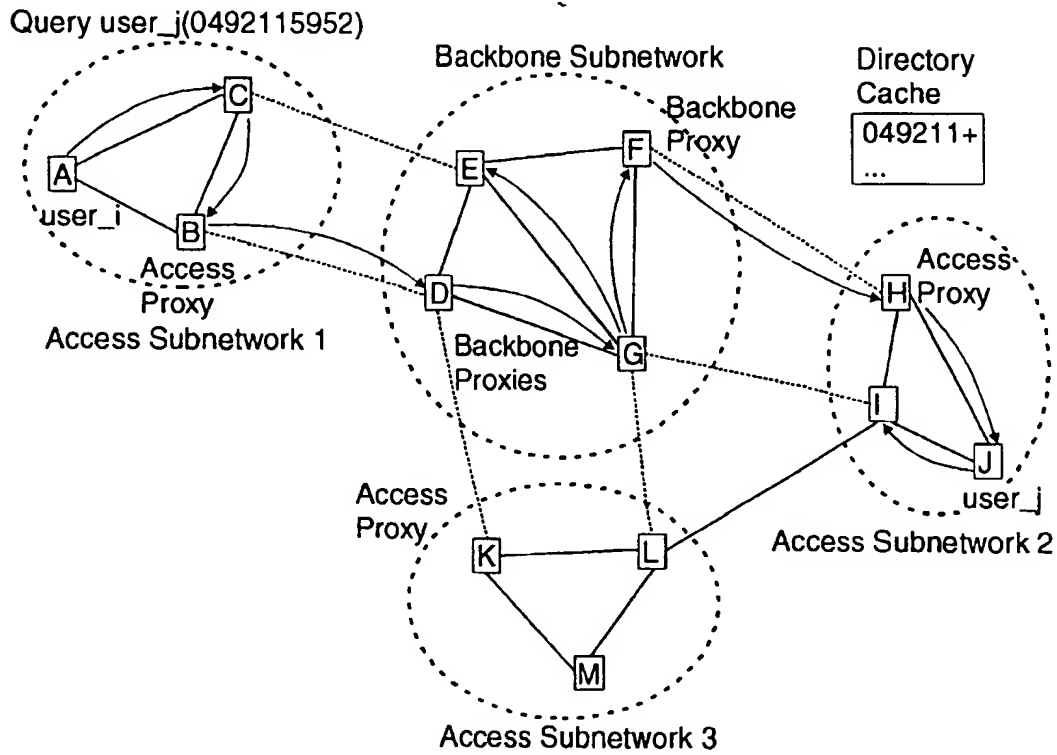 Query user_j(0492115952)
Backbone Subnetwork
Directory
Cache
049211+
...
C
Backbone
Proxy
F
A
E
user_i
B
Access
Proxy
Access Subnetwork 1
D
H
Access
Proxy
Backbone
Proxies
G
I
J
user_j
Access
Proxy
K
L
Access Subnetwork 2
M
Access Subnetwork 3